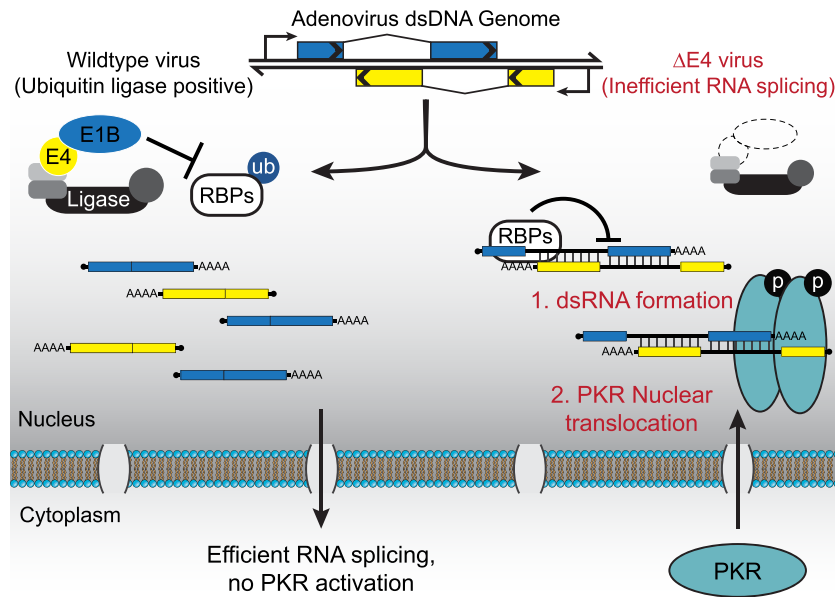 Adenovirus dsDNA Genome
Wildtype virus
(Ubiquitin ligase positive)
ΔE4 virus
(Inefficient RNA splicing)
E1B
E4
Ligase
ub
RBPs
RBPs
AAAA
AAAA
1. dsRNA formation
p
p
AAAA
AAAA
AAAA
AAAA
AAAA
AAAA
AAAA
2. PKR Nuclear
translocation
Nucleus
Cytoplasm
Efficient RNA splicing,
no PKR activation
PKR